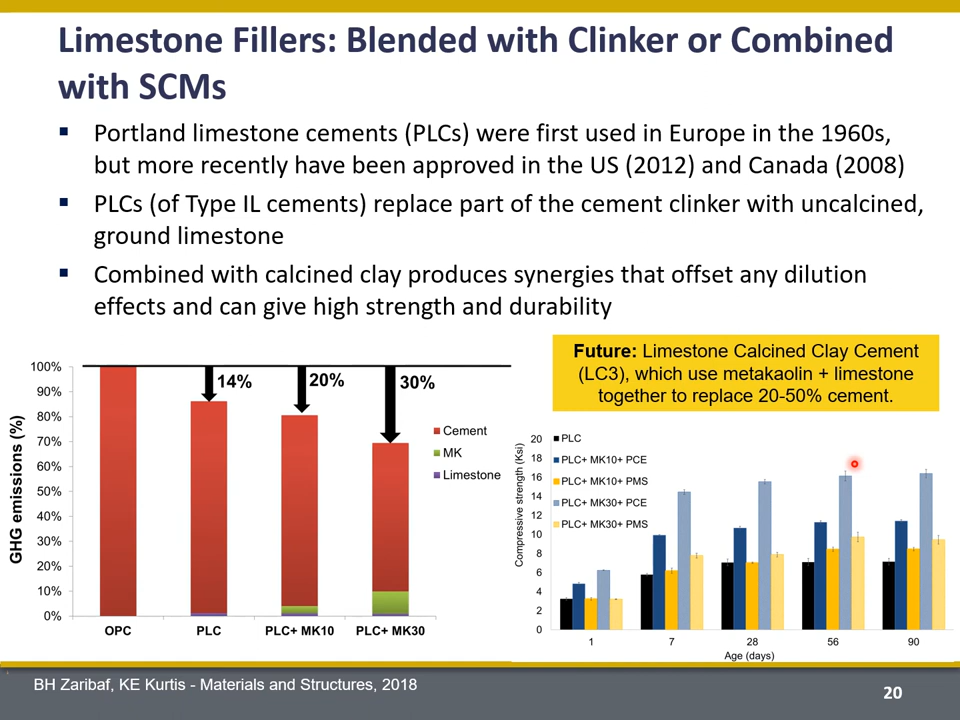 Limestone Fillers: Blended with Clinker or Combined
with SCMs
▪ Portland limestone cements (PLCs) were first used in Europe in the 1960s,
but more recently have been approved in the US (2012) and Canada (2008)
▪ PLCs (of Type IL cements) replace part of the cement clinker with uncalcined,
ground limestone
▪ Combined with calcined clay produces synergies that offset any dilution
effects and can give high strength and durability
Future: Limestone Calcined Clay Cement
(LC3), which use metakaolin + limestone
together to replace 20-50% cement.
GHG emissions (%)
100%
90%
80%
70%
60%
50%
40%
30%
20%
10%
0%
14%
20%
30%
Cement
MK
Limestone
OPC PLC PLC+ MK10 PLC+ MK30
Compressive strength (Ksi)
20
18
16
14
12
10
8
6
4
2
0
PLC
PLC+ MK10+ PCE
PLC+ MK10+ PMS
PLC+ MK30+ PCE
PLC+ MK30+ PMS
1 7 28 56 90
Age (days)
BH Zaribaf, KE Kurtis - Materials and Structures, 2018
20